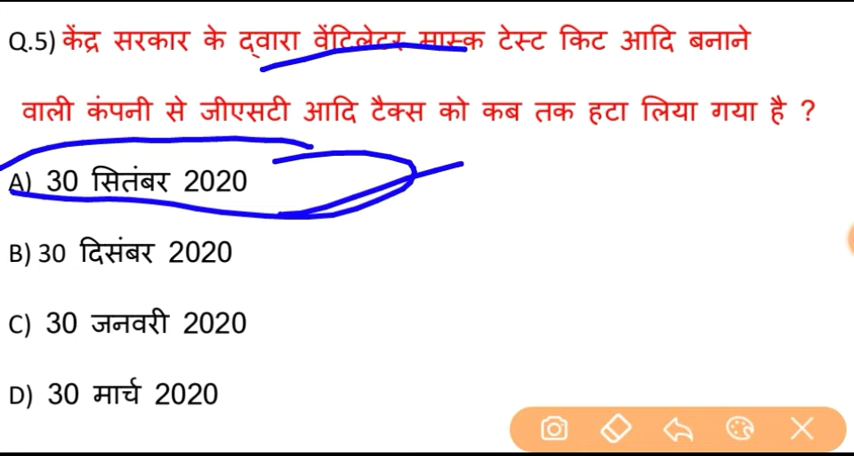 Q.5) केंद्र सरकार के द्वारा वेंटिलेटर मास्क टेस्ट किट आदि बनाने
वाली कंपनी से जीएसटी आदि टैक्स को कब तक हटा लिया गया है ?
A) 30 सितंबर 2020
B) 30 दिसंबर 2020
C) 30 जनवरी 2020
D) 30 मार्च 2020